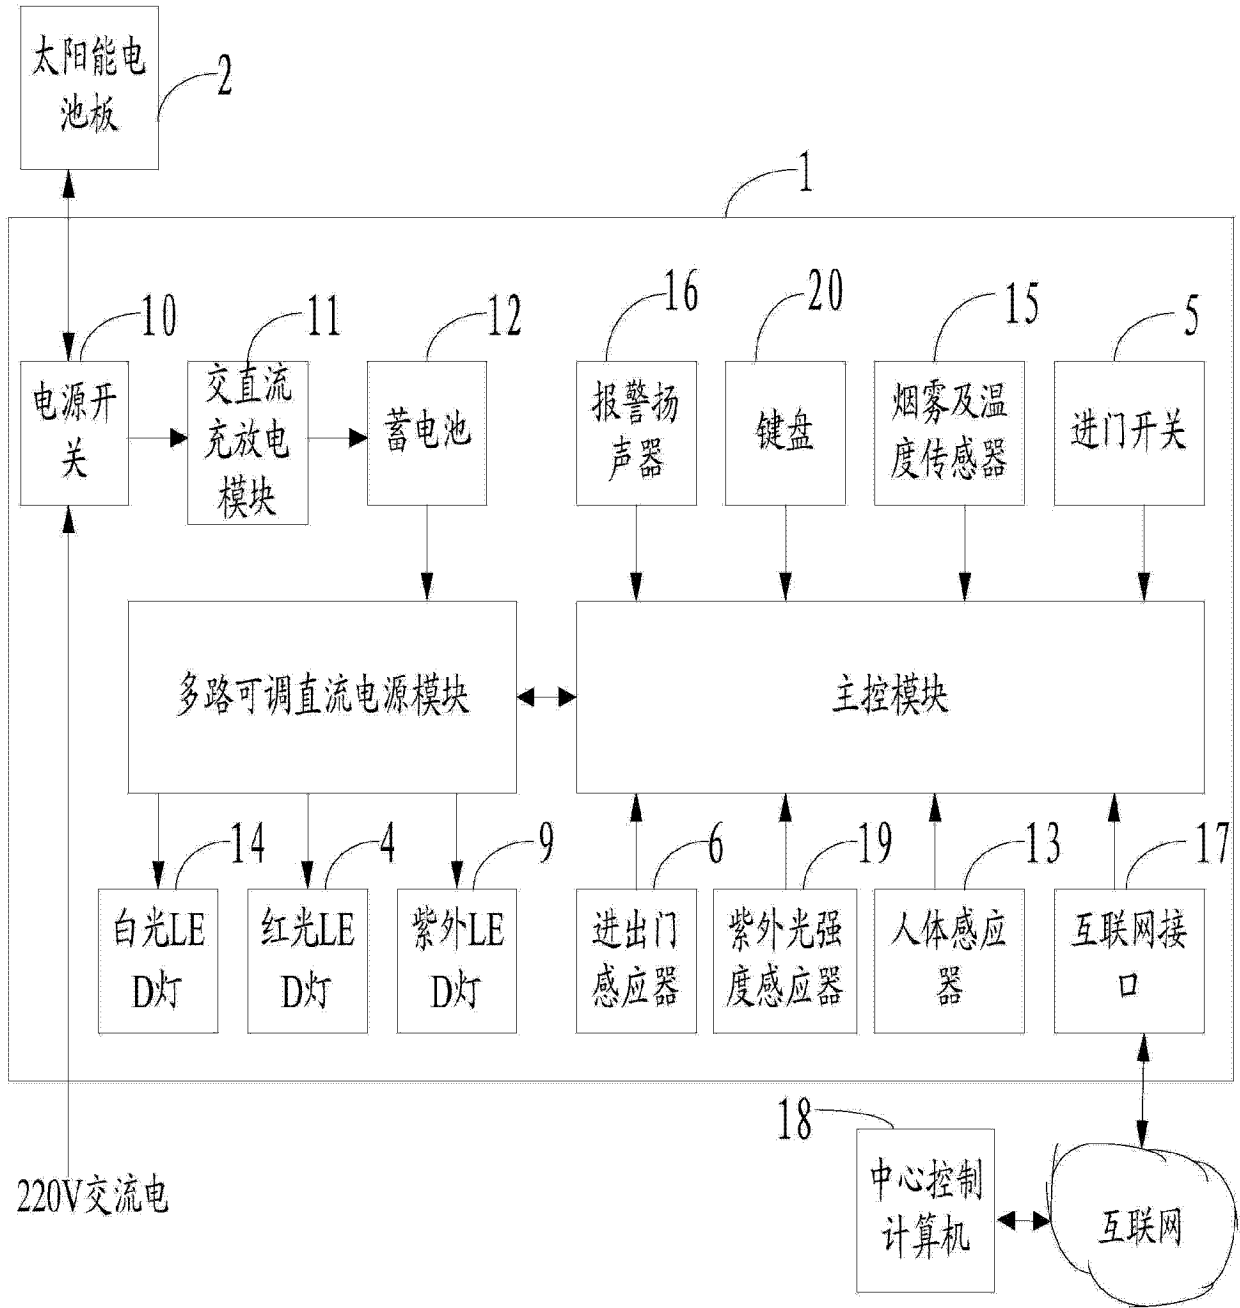 太阳能电
池板
2
1
10
11
12
16
20
15
5
电源开
关
交直流
充放电
模块
蓄电池
报警扬
声器
键盘
烟雾及温
度传感器
进门开关
多路可调直流电源模块
主控模块
14
4
9
6
19
13
17
白光LE
D灯
红光LE
D灯
紫外LE
D灯
进出门
感应器
紫外光强
度感应器
人体感应
器
互联网接
口
18
220V交流电
中心控制
计算机
互联网